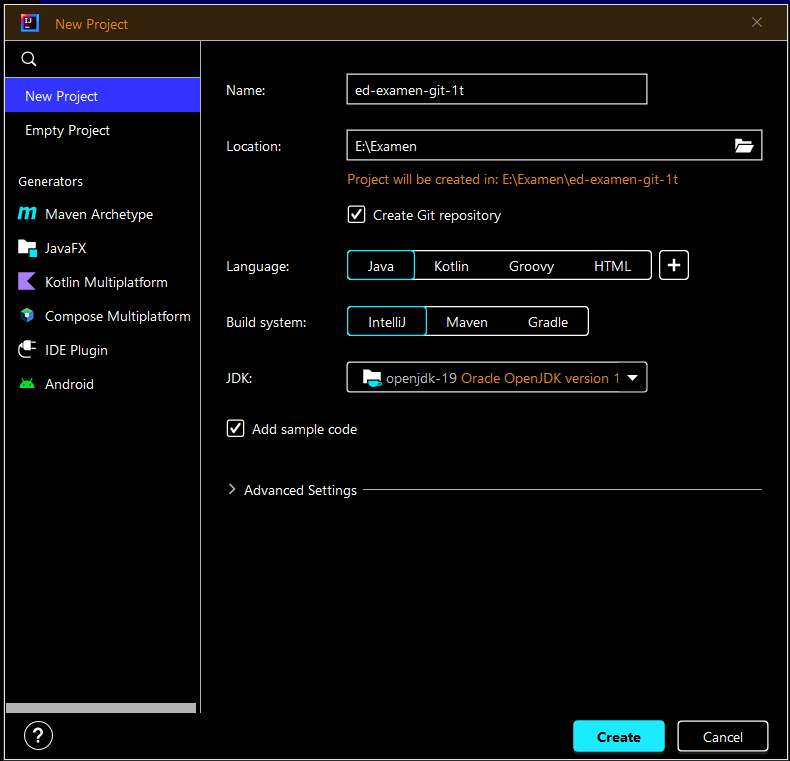 New Project
New Project
Empty Project
Generators
Maven Archetype
JavaFX
Kotlin Multiplatform
Compose Multiplatform
IDE Plugin
Android
Name:
ed-examen-git-1t
Location:
E:\Examen
Project will be created in: E:\Examen\ed-examen-git-1t
Create Git repository
Language:
Java Kotlin Groovy HTML +
Build system:
IntelliJ Maven Gradle
JDK:
openjdk-19 Oracle OpenJDK version 1
Add sample code
Advanced Settings
?
Create Cancel